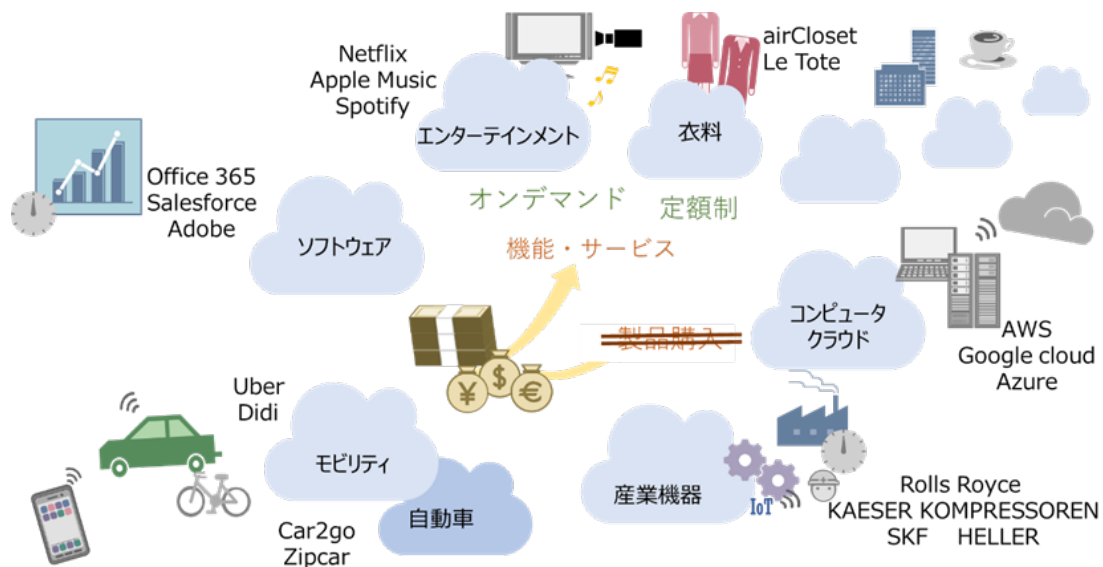 Netflix
Apple Music
Spotify
エンターテインメント
airCloset
Le Tote
衣料
Office 365
Salesforce
Adobe
ソフトウェア
オンデマンド
定額制
機能・サービス
製品購入
コンピュータ
クラウド
AWS
Google cloud
Azure
¥
$
€
Uber
Didi
モビリティ
自動車
Car2go
Zipcar
産業機器
IoT
Rolls Royce
KAESER KOMPRESSOREN
SKF HELLER